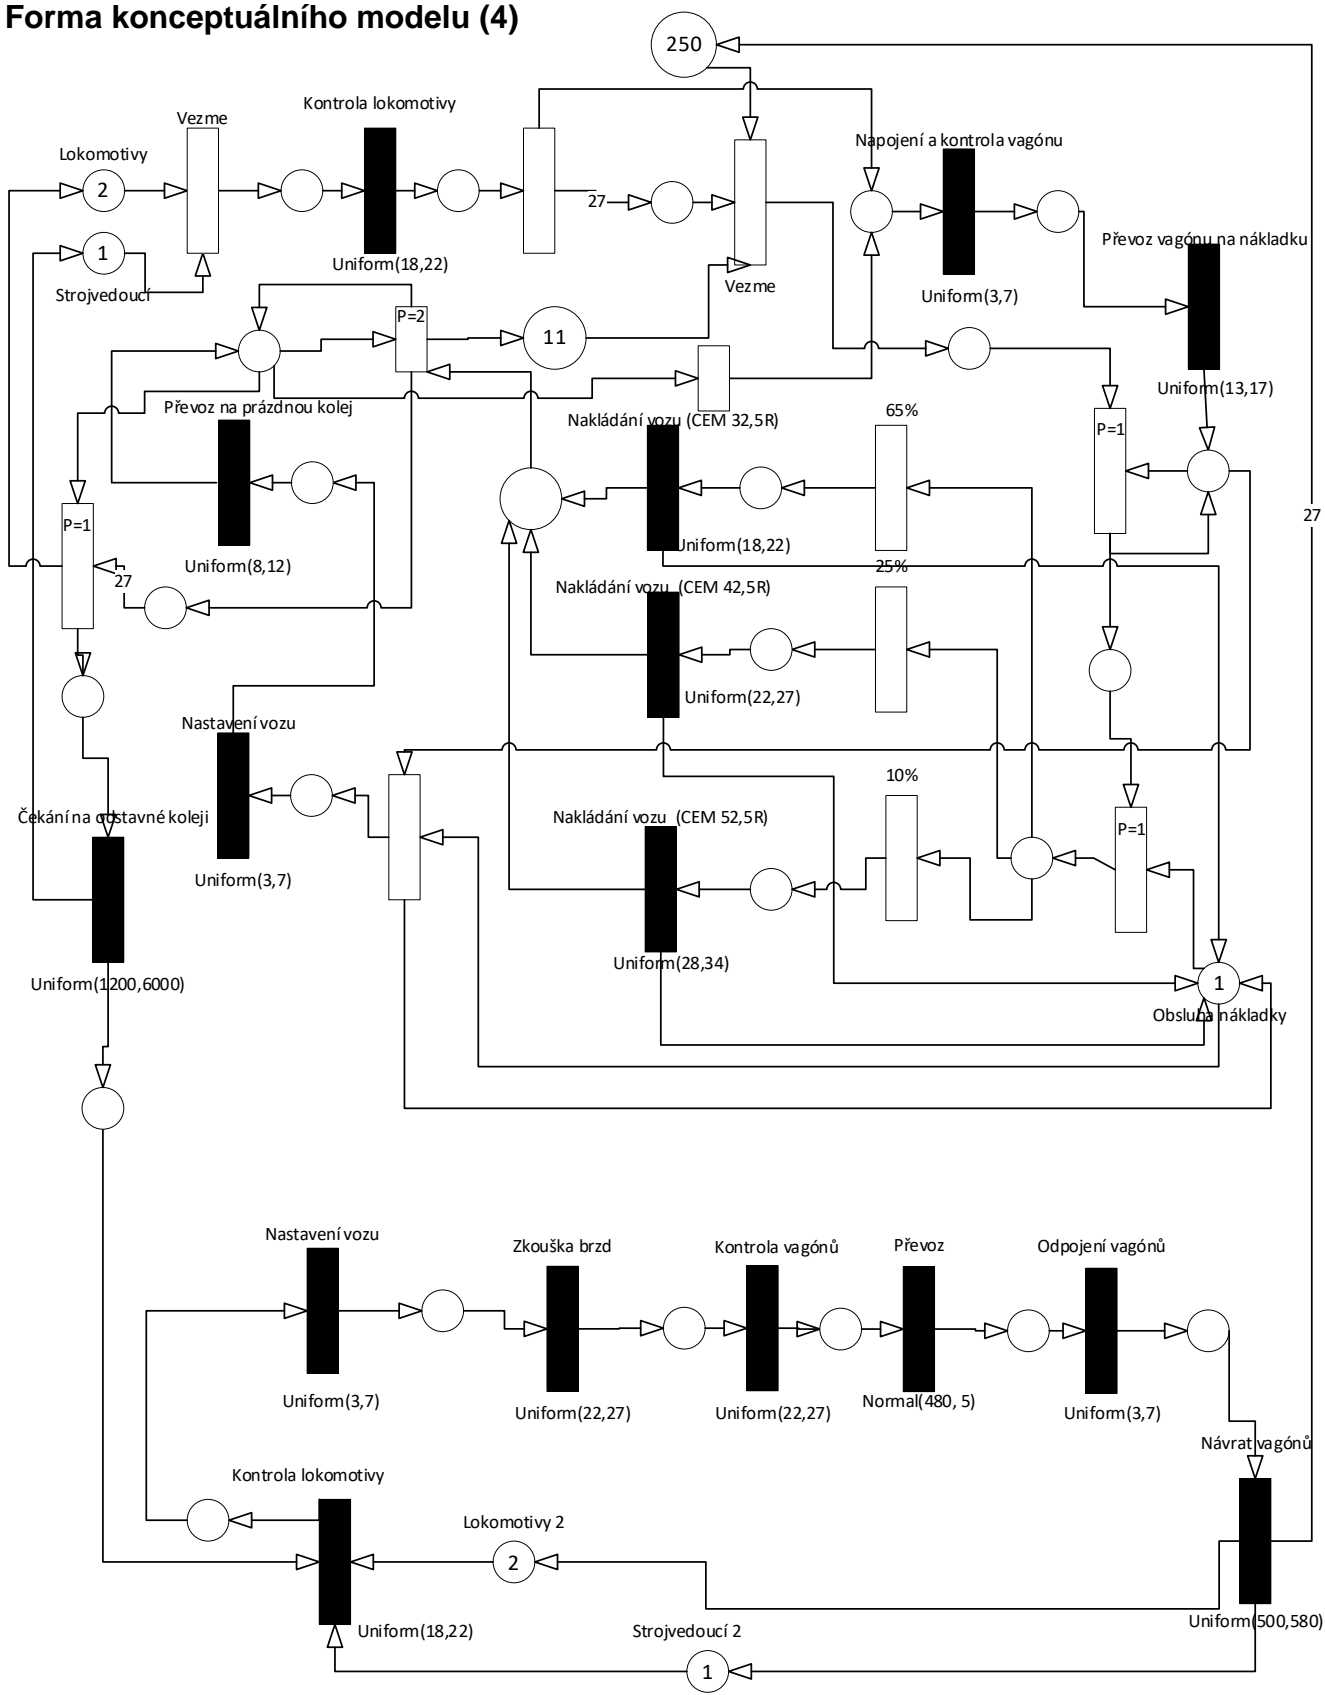 Forma konceptuálního modelu (4)
250
Kontrola lokomotivy
Vezme
Napojení a kontrola vagónu
Lokomotivy
2
27
1
Převoz vagónu na nákladku
Uniform(18,22)
Strojvedoucí
Vezme
Uniform(3,7)
P=2
11
Uniform(13,17)
Převoz na prázdnou kolej
Nakládání vozu (CEM 32,5R)
65%
P=1
P=1
27
Uniform(18,22)
Uniform(8,12)
25%
27
Nakládání vozu (CEM 42,5R)
Uniform(22,27)
Nastavení vozu
10%
Čekání na odstavné koleji
Nakládání vozu (CEM 52,5R)
P=1
Uniform(3,7)
Uniform(28,34)
Uniform(1200,6000)
1
Obsluha nákladky
Nastavení vozu
Zkouška brzd
Kontrola vagónů
Převoz
Odpojení vagónů
Uniform(3,7)
Uniform(22,27)
Uniform(22,27)
Normal(480, 5)
Uniform(3,7)
Návrat vagónů
Kontrola lokomotivy
Lokomotivy 2
2
Uniform(18,22)
Strojvedoucí 2
Uniform(500,580)
1